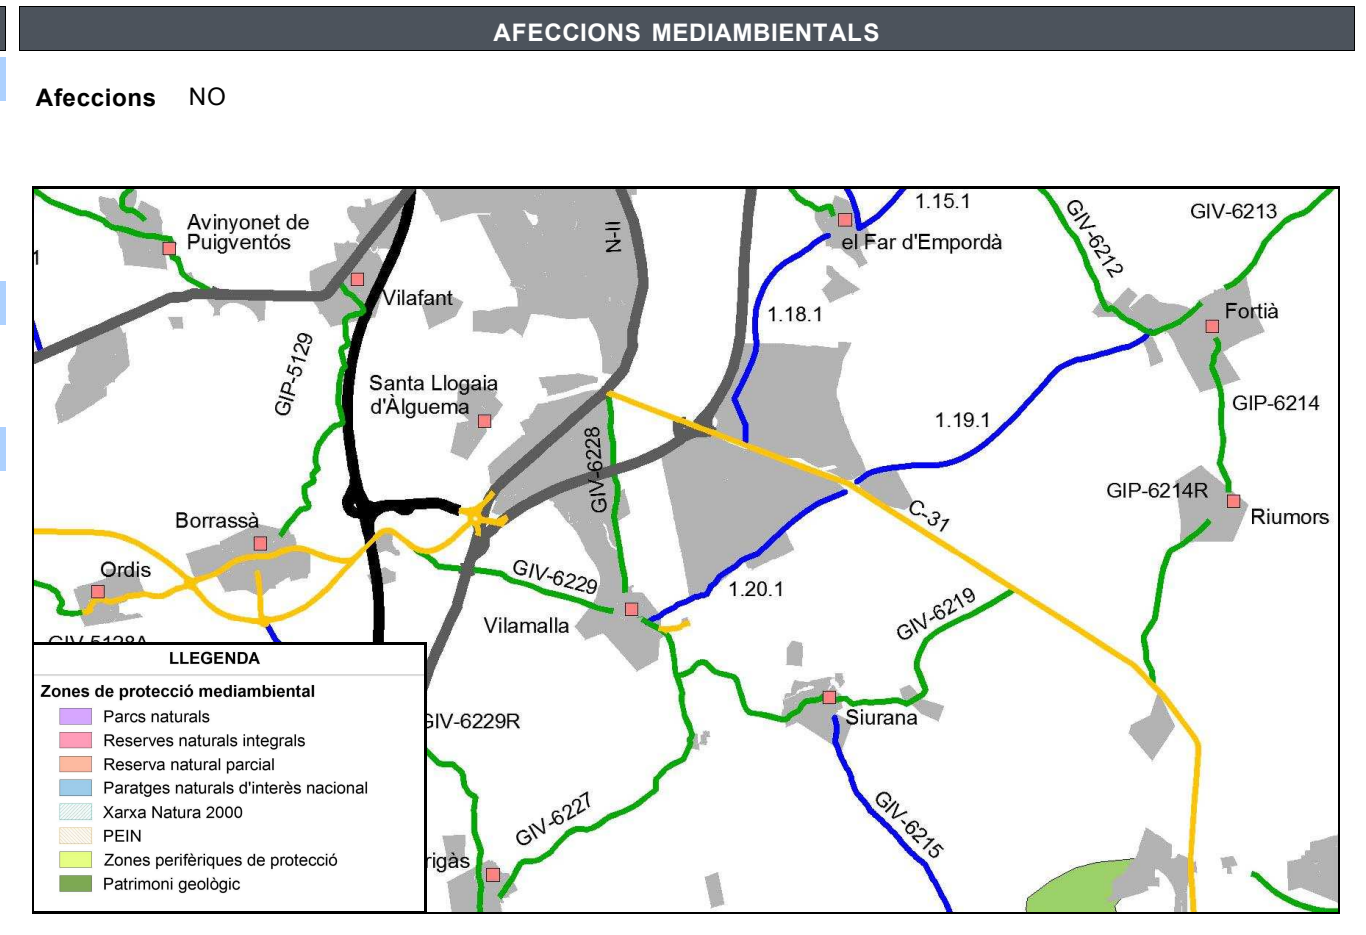 AFECCIONS MEDIAMBIENTALS
Afeccions NO
1.15.1
GIV-6213
Avinyonet de
Puigventós
N-II
el Far d'Empordà
GIV-6212
1
Vilafant
1.18.1
Fortià
GIP-5129
Santa Llogaia
d'Àlguema
GIP-6214
1.19.1
GIV-6228
GIP-6214R
Riumors
Borrassà
C-31
Ordis
GIV-6229
1.20.1
GIV-6219
Vilamalla
GIV-5128A
Siurana
GIV-6229R
GIV-6227
GIV-6215
rigàs
LLEGENDA
Zones de protecció mediambiental
Parcs naturals
Reserves naturals integrals
Reserva natural parcial
Paratges naturals d'interès nacional
Xarxa Natura 2000
PEIN
Zones perifèriques de protecció
Patrimoni geològic